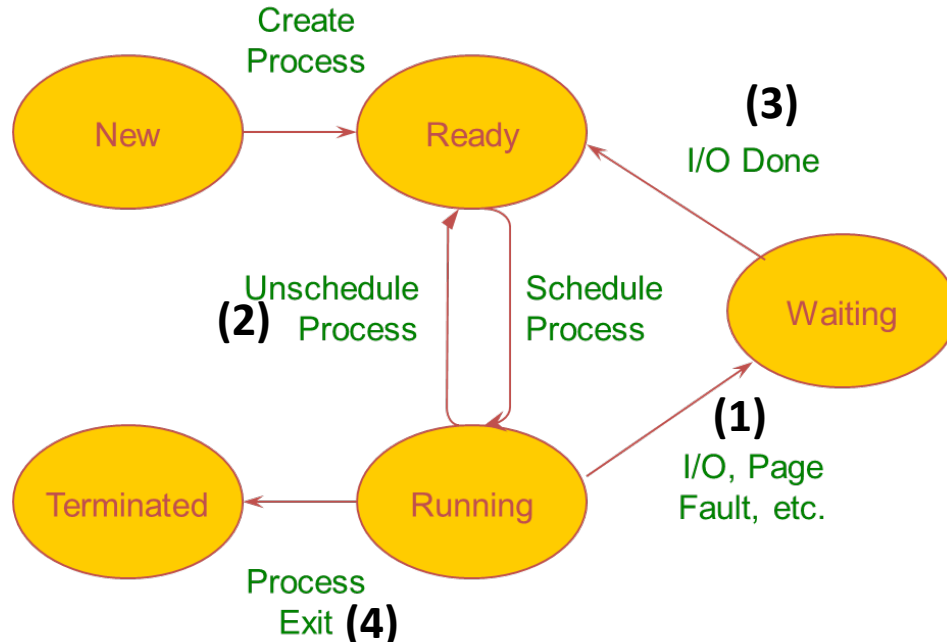 Create
Process
New
Ready
(3)
I/O Done
Unschedule
(2) Process
Schedule
Process
Waiting
(1)
I/O, Page
Fault, etc.
Terminated
Running
Process
Exit (4)